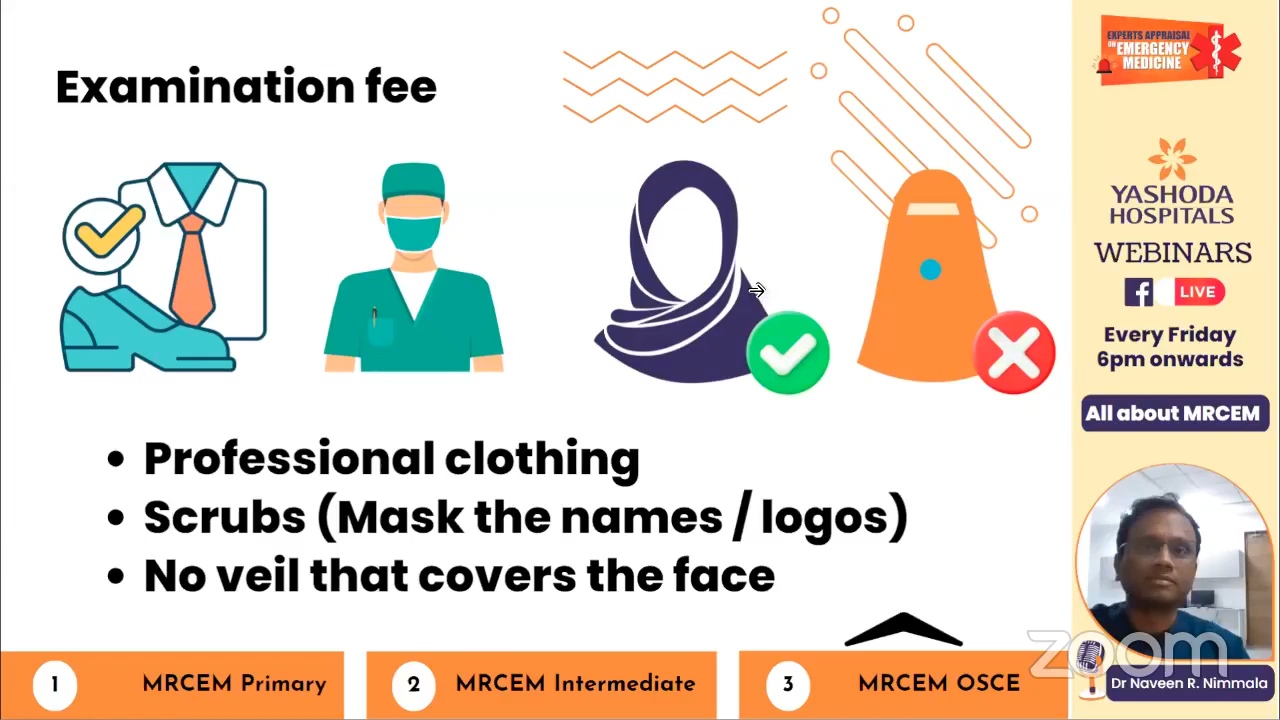 Examination fee
Professional clothing
Scrubs (Mask the names / logos)
No veil that covers the face
1 MRCEM Primary
2 MRCEM Intermediate
3 MRCEM OSCE
EXPERTS APPRAISAL
ON EMERGENCY
MEDICINE
YASHODA
HOSPITALS
WEBINARS
f LIVE
Every Friday
6pm onwards
All about MRCEM
zoom
Dr Naveen R. Nimmala